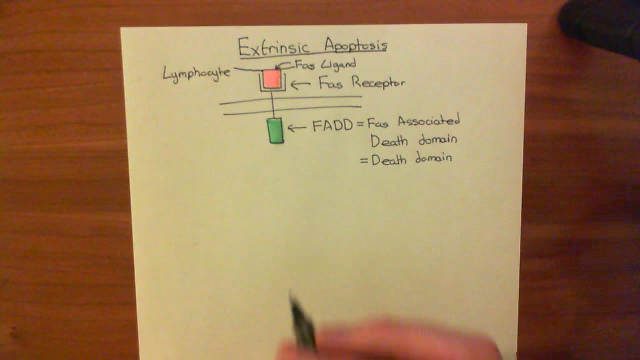 Extrinsic Apoptosis
Fas Ligand
Lymphocyte
← Fas Receptor
← FADD = Fas Associated
Death domain
= Death domain